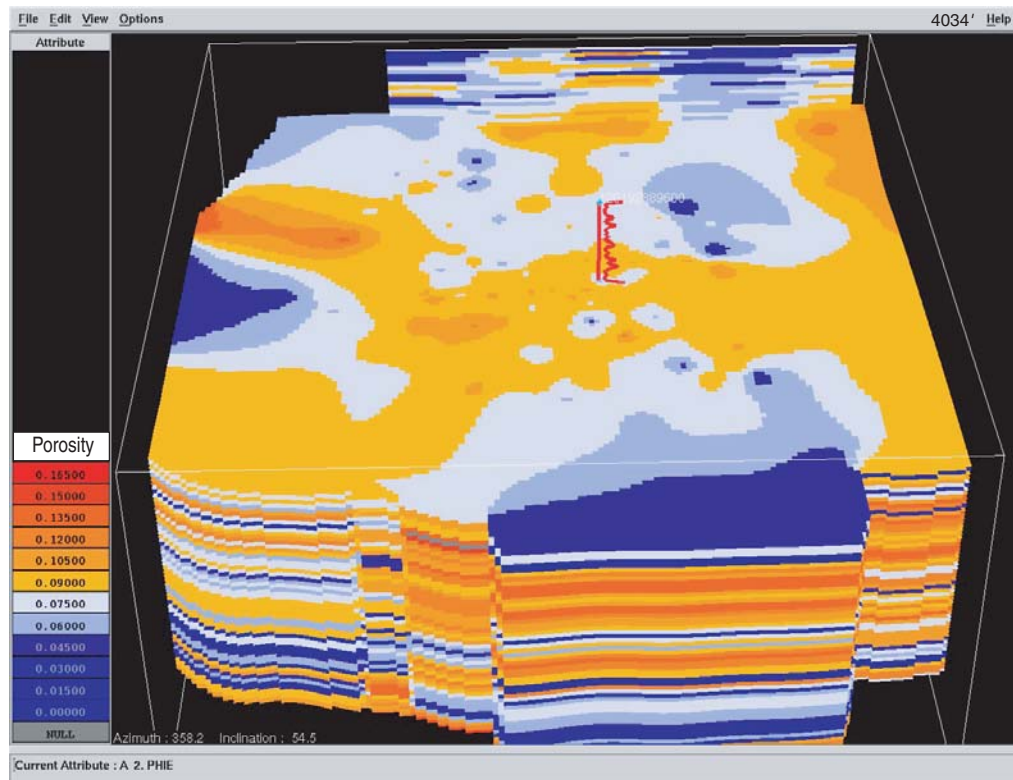 File Edit View Options 4034′ Help
Attribute
Porosity
0.16500
0.15000
0.13500
0.12000
0.10500
0.09000
0.07500
0.06000
0.04500
0.03000
0.01500
0.00000
NULL
Azimuth : 358.2 Inclination : 54.5
Current Attribute : A 2. PHIE